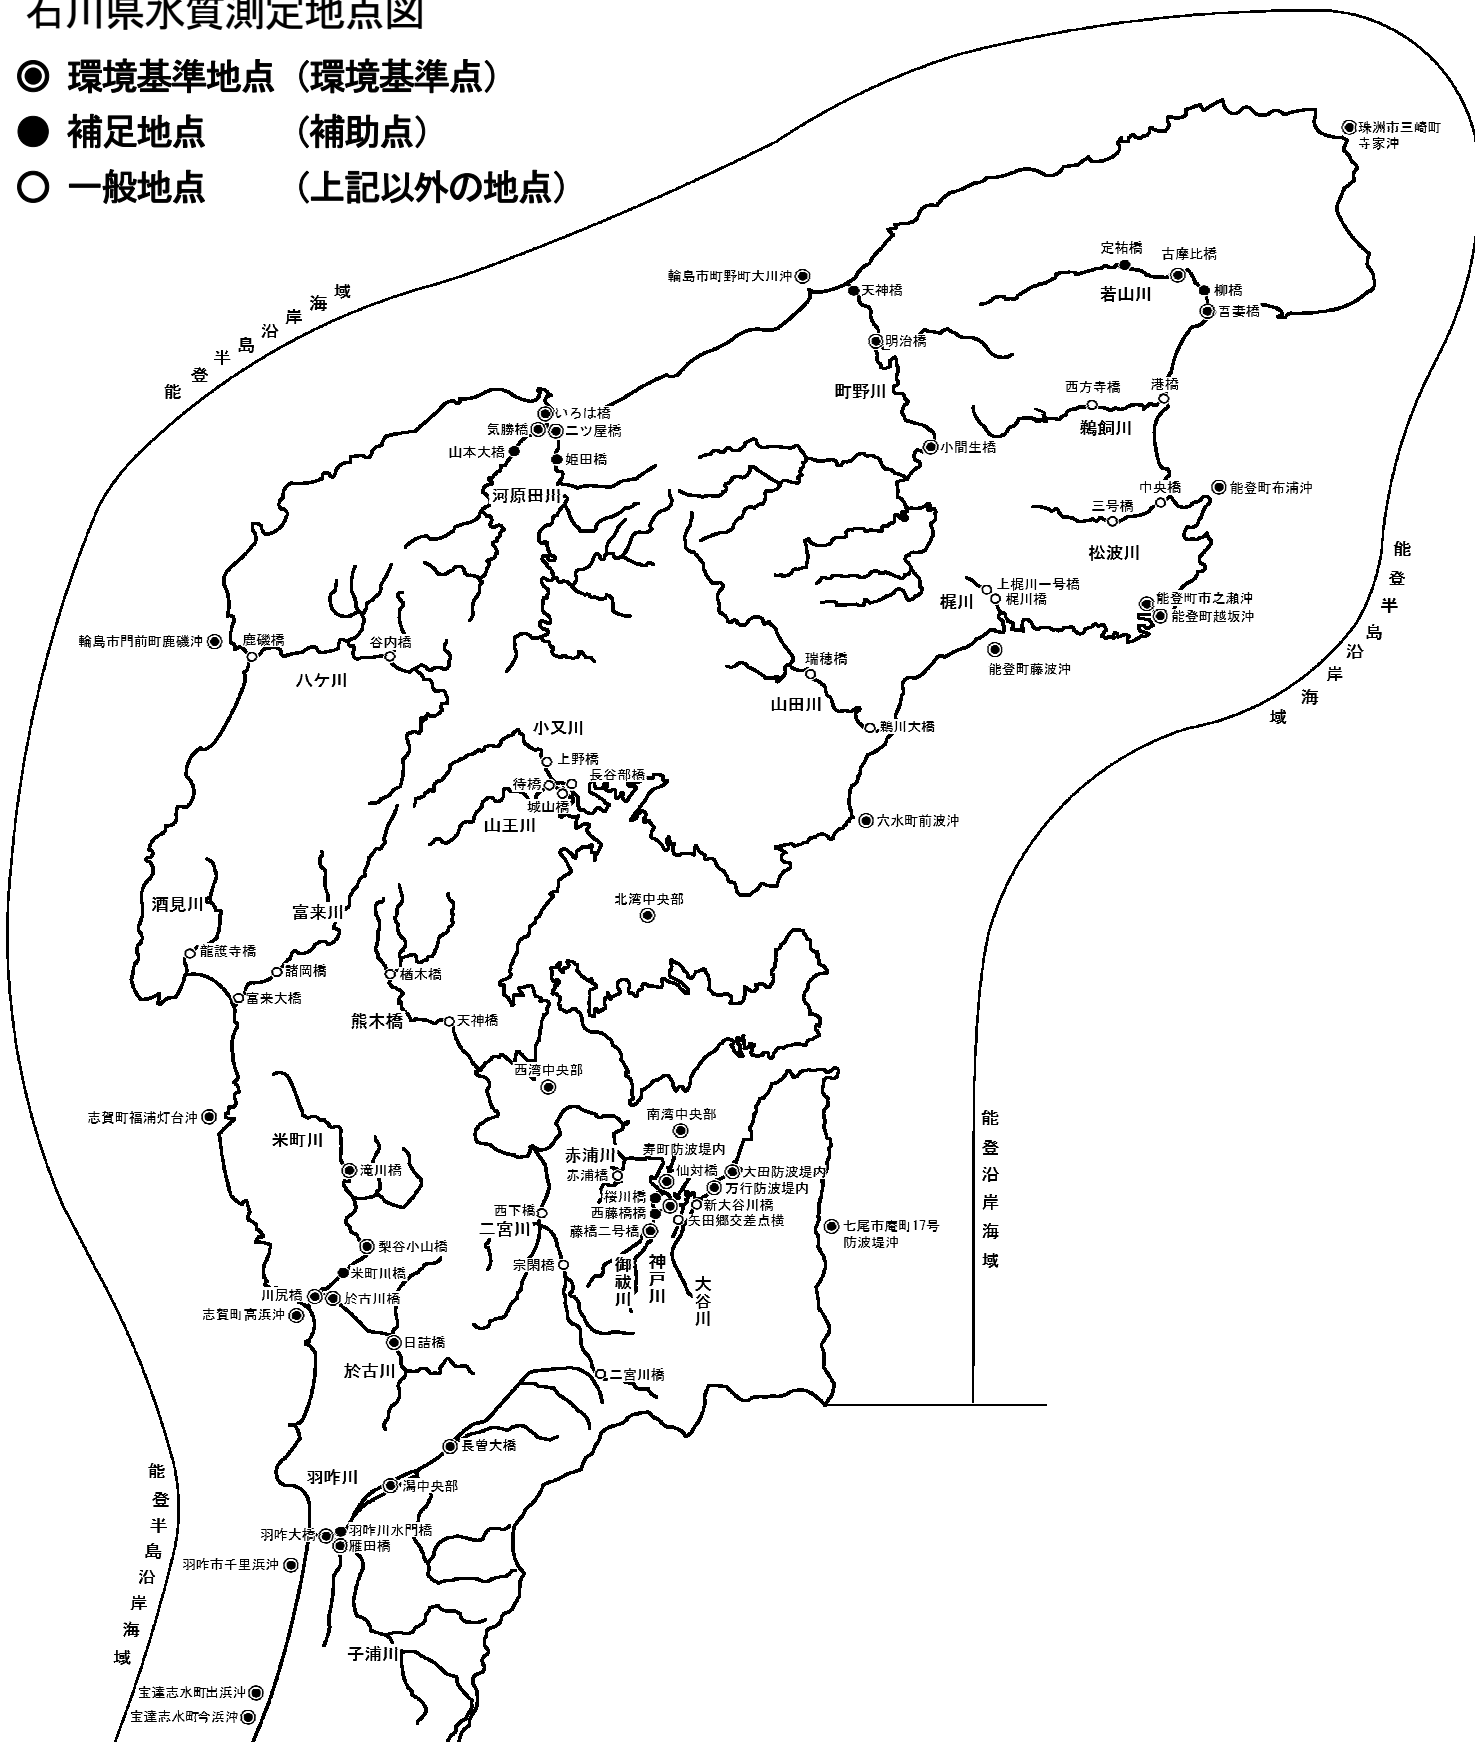 石川県水質測定地点図
環境基準地点（環境基準点）
補足地点（補助点）
一般地点（上記以外の地点）
珠洲市三崎町
寺家沖
定祐橋
古摩比橋
輪島市町野町大川沖
天神橋
若山川
柳橋
吾妻橋
能登半島沿岸海域
明治橋
町野川
西方寺橋
港橋
いろは橋
気勝橋
二ツ屋橋
鵜飼川
山本大橋
姫田橋
小間生橋
河原田川
中央橋
能登町布浦沖
三号橋
松波川
能登半島沿岸海域
上梶川一号橋
梶川
梶川橋
能登町市之瀬沖
能登町越坂沖
輪島市門前町鹿磯沖
鹿磯橋
谷内橋
八ケ川
瑞穂橋
能登町藤波沖
山田川
小又川
鵜川大橋
上野橋
長谷部橋
待橋
城山橋
山王川
穴水町前波沖
酒見川
富来川
北湾中央部
龍護寺橋
諸岡橋
楢木橋
富来大橋
熊木橋
天神橋
西湾中央部
志賀町福浦灯台沖
南湾中央部
能登沿岸海域
米町川
赤浦川
寿町防波堤内
滝川橋
赤浦橋
仙対橋
大田防波堤内
万行防波堤内
桜川橋
新大谷川橋
西下橋
西藤橋橋
矢田郷交差点横
二宮川
藤橋二号橋
七尾市庵町17号
防波堤沖
梨谷小山橋
宗閑橋
御祓川
神戸川
大谷川
米町川橋
川尻橋
於古川橋
志賀町高浜沖
日詰橋
於古川
二宮川橋
長曽大橋
羽咋川
潟中央部
能登半島沿岸海域
羽咋大橋
羽咋川水門橋
雁田橋
羽咋市千里浜沖
子浦川
宝達志水町出浜沖
宝達志水町今浜沖